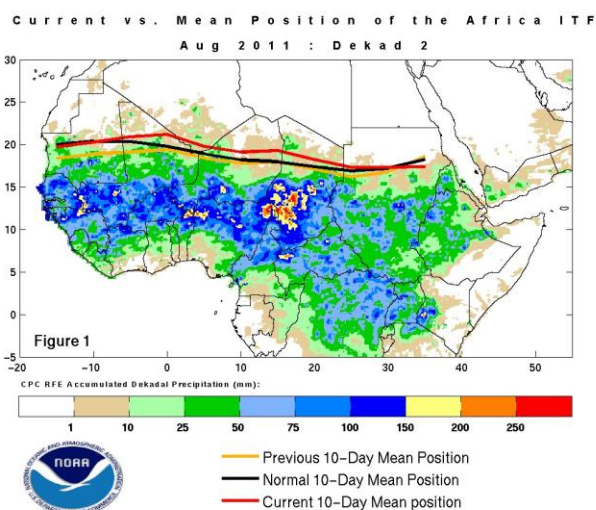 Current vs. Mean Position of the Africa ITF
Aug 2011 : Dekad 2
30
25
20
15
10
5
0
−5
Figure 1
−20 −10 0 10 20 30 40 50
CPC RFE Accumulated Dekadal Precipitation (mm):
1 10 25 50 75 100 150 200 250
NOAA
Previous 10−Day Mean Position
Normal 10−Day Mean Position
Current 10−Day Mean position